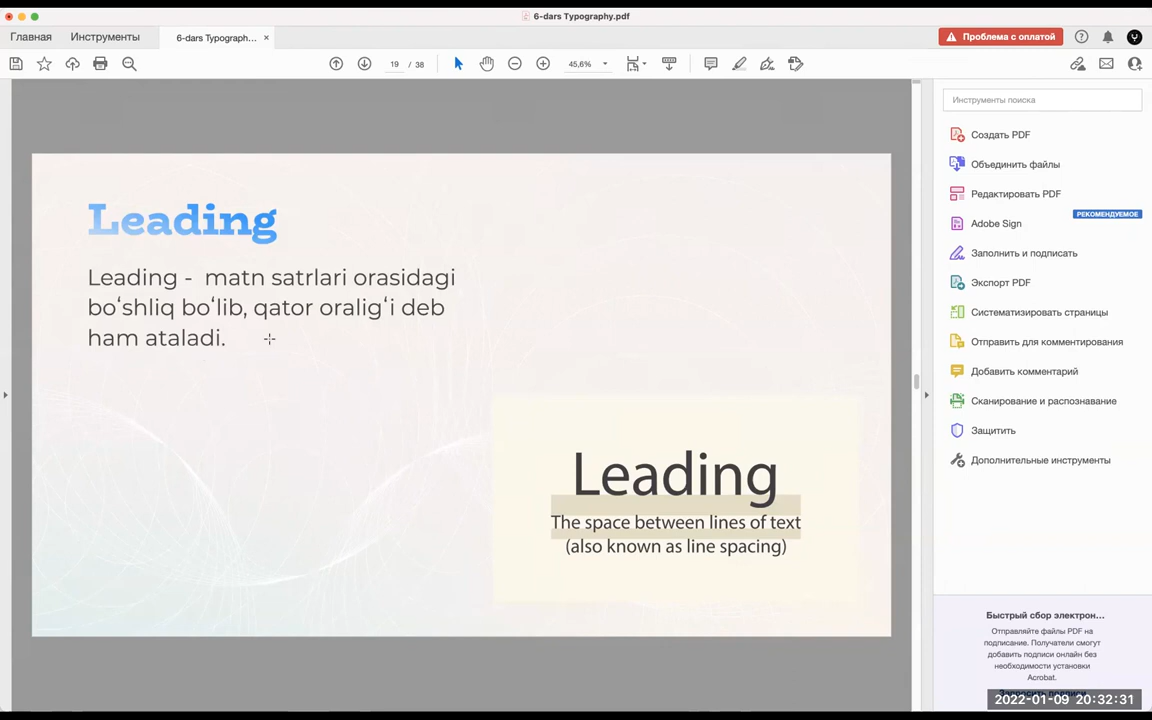 6-dars Typography.pdf
Главная Инструменты 6-dars Typograph... ×
Проблема с оплатой
19 / 38 45,6%
Инструменты поиска
Leading
Leading - matn satrlari orasidagi
boʻshliq boʻlib, qator oraligʻi deb
ham ataladi.
Leading
The space between lines of text
(also known as line spacing)
Создать PDF
Объединить файлы
Редактировать PDF
РЕКОМЕНДУЕМОЕ
Adobe Sign
Заполнить и подписать
Экспорт PDF
Систематизировать страницы
Отправить для комментирования
Добавить комментарий
Сканирование и распознавание
Защитить
Дополнительные инструменты
Быстрый сбор электрон...
Отправляйте файлы PDF на
подписание. Получатели смогут
добавить подписи онлайн без
необходимости установки
Acrobat.
Запросить подписи
2022-01-09 20:32:31